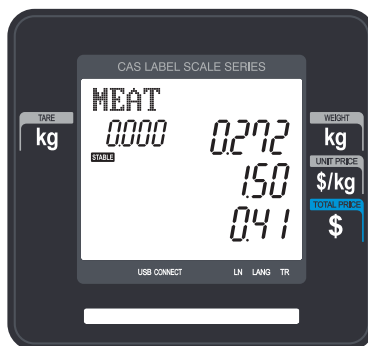 CAS LABEL SCALE SERIES
MEAT
TARE
kg
0.000
0.272
WEIGHT
kg
STABLE
1.50
UNIT PRICE
$/kg
0.41
TOTAL PRICE
$
USB CONNECT LN LANG TR